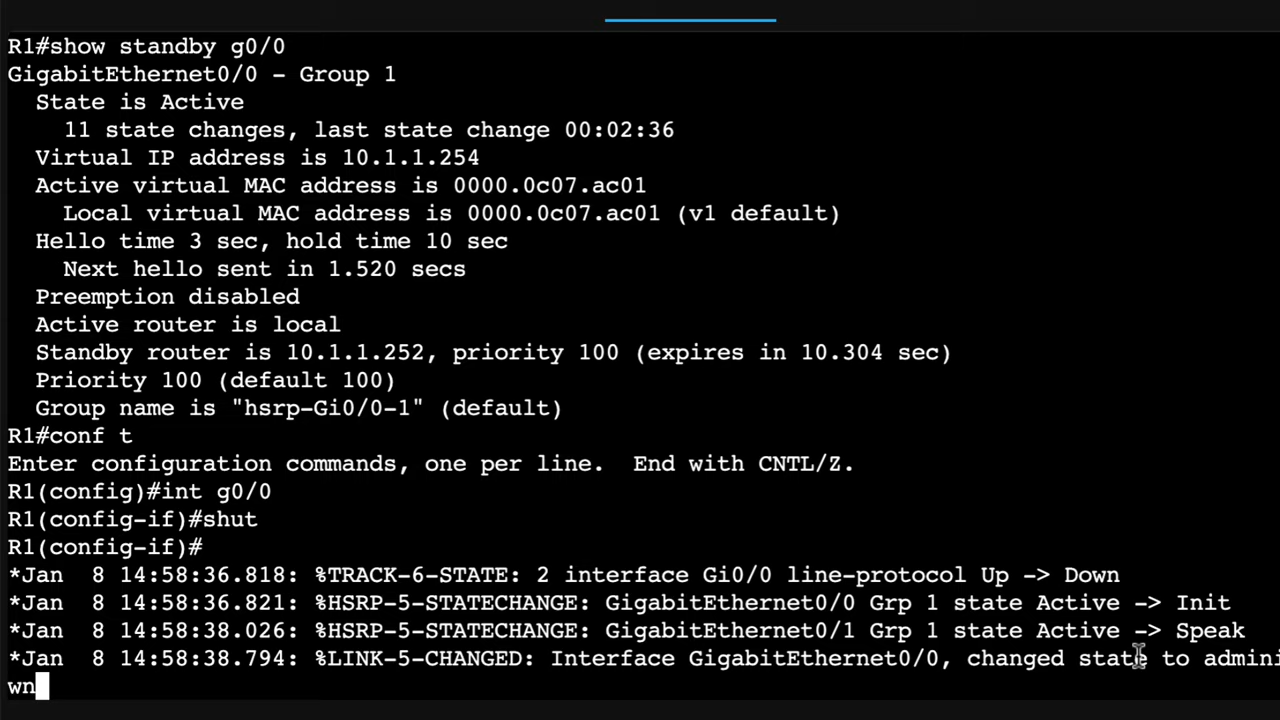 R1#show standby g0/0
GigabitEthernet0/0 - Group 1
State is Active
11 state changes, last state change 00:02:36
Virtual IP address is 10.1.1.254
Active virtual MAC address is 0000.0c07.ac01
Local virtual MAC address is 0000.0c07.ac01 (v1 default)
Hello time 3 sec, hold time 10 sec
Next hello sent in 1.520 secs
Preemption disabled
Active router is local
Standby router is 10.1.1.252, priority 100 (expires in 10.304 sec)
Priority 100 (default 100)
Group name is "hsrp-Gi0/0-1" (default)
R1#conf t
Enter configuration commands, one per line.  End with CNTL/Z.
R1(config)#int g0/0
R1(config-if)#shut
R1(config-if)#
*Jan  8 14:58:36.818: %TRACK-6-STATE: 2 interface Gi0/0 line-protocol Up -> Down
*Jan  8 14:58:36.821: %HSRP-5-STATECHANGE: GigabitEthernet0/0 Grp 1 state Active -> Init
*Jan  8 14:58:38.026: %HSRP-5-STATECHANGE: GigabitEthernet0/1 Grp 1 state Active -> Speak
*Jan  8 14:58:38.794: %LINK-5-CHANGED: Interface GigabitEthernet0/0, changed state to admini
wn